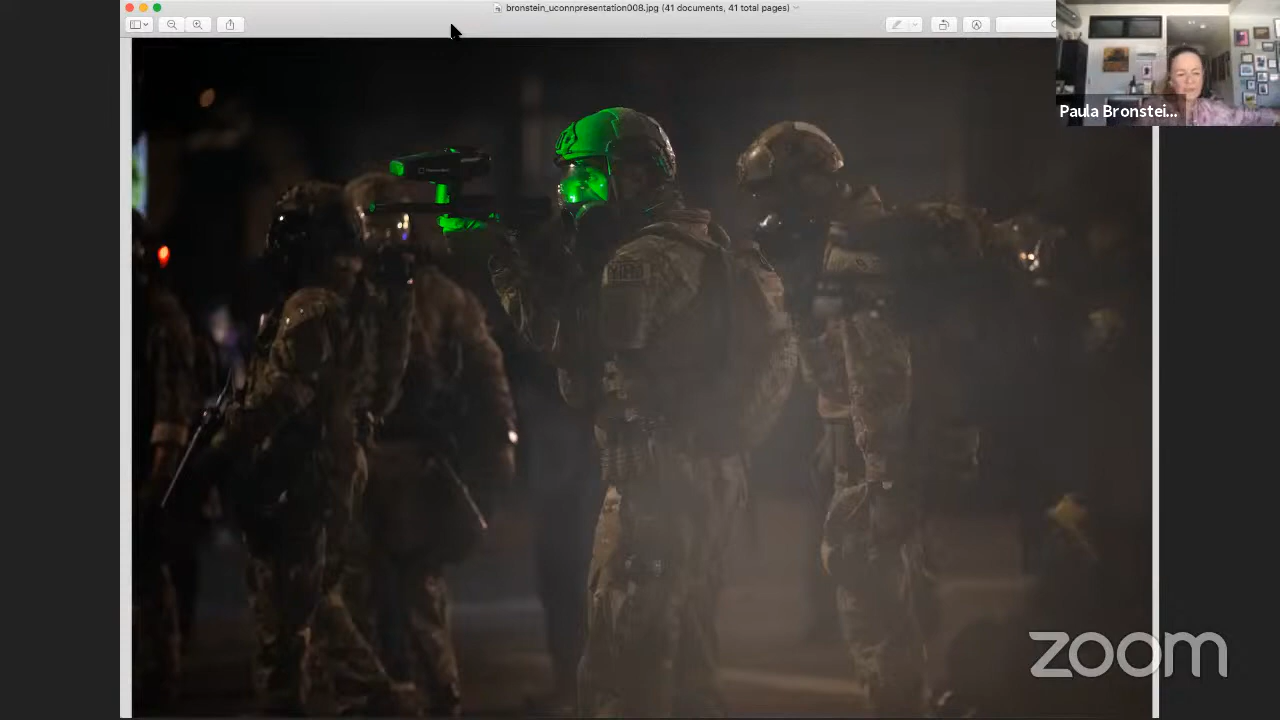 bronstein_uconnpresentation008.jpg (41 documents, 41 total pages)
Paula Bronstei...
zoom